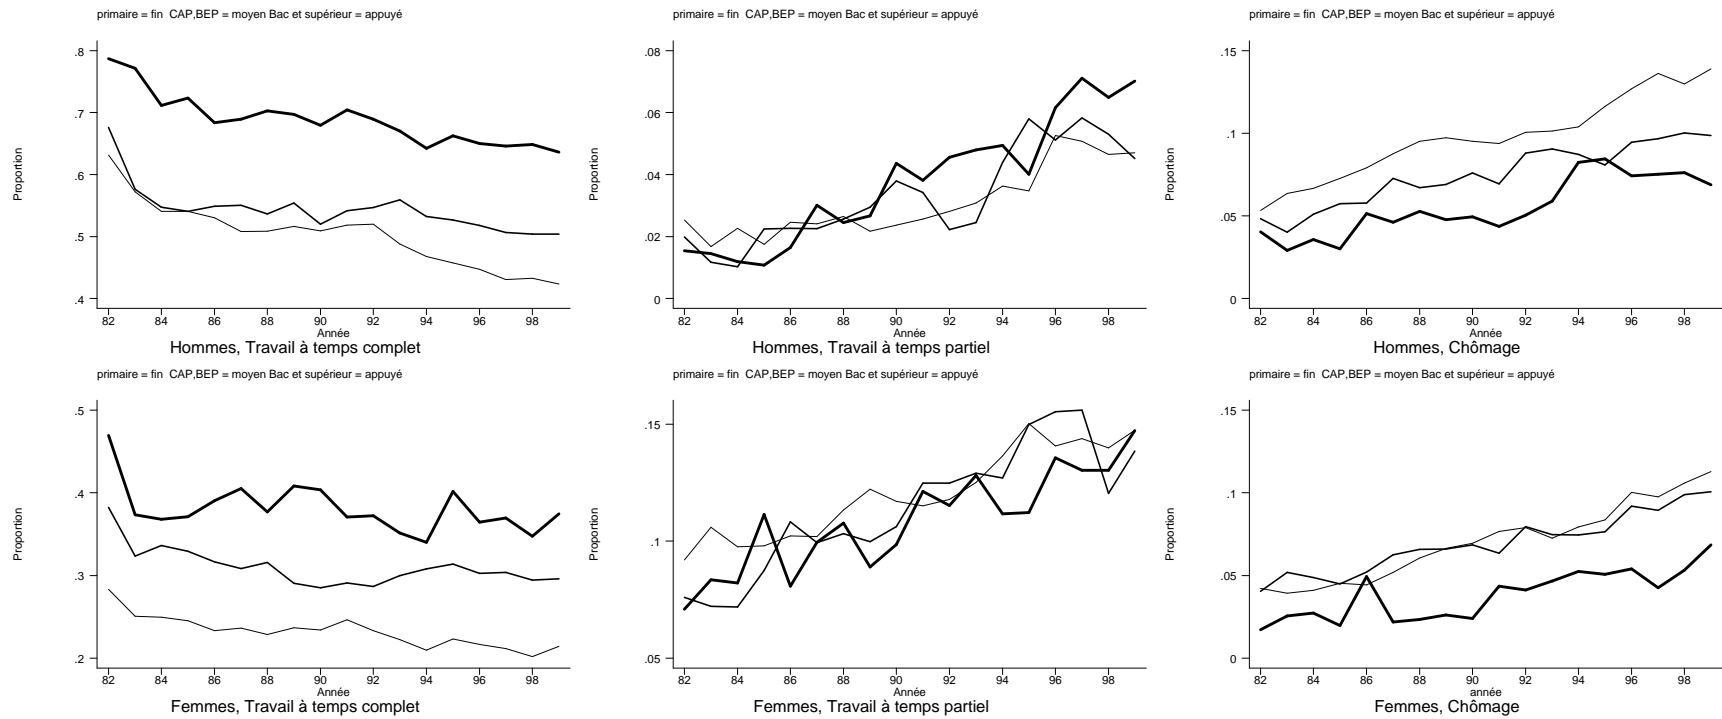 primaire = fin  CAP,BEP = moyen Bac et supérieur = appuyé
Proportion
.8
.7
.6
.5
.4
82 84 86 88 90 92 94 96 98
Année
Hommes, Travail à temps complet
primaire = fin  CAP,BEP = moyen Bac et supérieur = appuyé
Proportion
.08
.06
.04
.02
0
82 84 86 88 90 92 94 96 98
Année
Hommes, Travail à temps partiel
primaire = fin  CAP,BEP = moyen Bac et supérieur = appuyé
Proportion
.15
.1
.05
0
82 84 86 88 90 92 94 96 98
Année
Hommes, Chômage
primaire = fin  CAP,BEP = moyen Bac et supérieur = appuyé
Proportion
.5
.4
.3
.2
82 84 86 88 90 92 94 96 98
Année
Femmes, Travail à temps complet
primaire = fin  CAP,BEP = moyen Bac et supérieur = appuyé
Proportion
.15
.1
.05
82 84 86 88 90 92 94 96 98
Année
Femmes, Travail à temps partiel
primaire = fin  CAP,BEP = moyen Bac et supérieur = appuyé
Proportion
.15
.1
.05
0
82 84 86 88 90 92 94 96 98
année
Femmes, Chômage